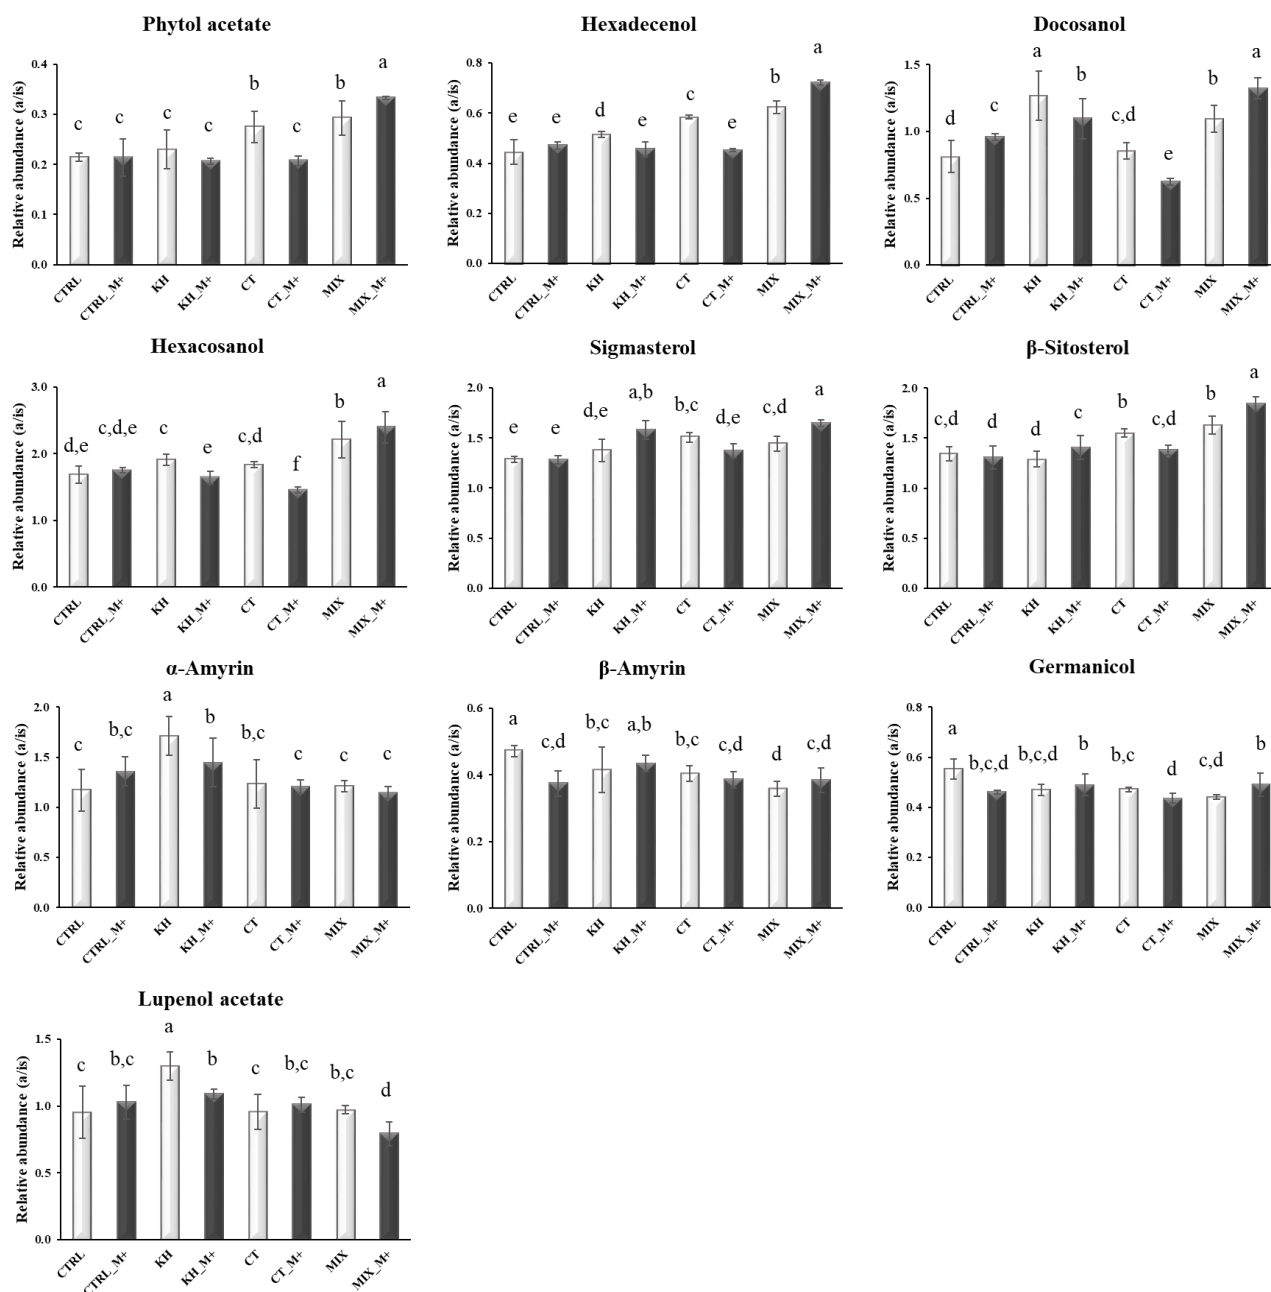 Phytol acetate
Relative abundance (a/is)
0.4
0.3
0.2
0.1
0.0
c
c
c
c
b
c
b
a
CTRL
CTRL_M+
KH
KH_M+
CT
CT_M+
MIX
MIX_M+
Hexadecenol
Relative abundance (a/is)
0.8
0.6
0.4
0.2
0.0
e
e
d
e
c
e
b
a
CTRL
CTRL_M+
KH
KH_M+
CT
CT_M+
MIX
MIX_M+
Docosanol
Relative abundance (a/is)
1.5
1.0
0.5
0.0
d
c
a
b
c,d
e
b
a
CTRL
CTRL_M+
KH
KH_M+
CT
CT_M+
MIX
MIX_M+
Hexacosanol
Relative abundance (a/is)
3.0
2.0
1.0
0.0
d,e
c,d,e
c
e
c,d
f
b
a
CTRL
CTRL_M+
KH
KH_M+
CT
CT_M+
MIX
MIX_M+
Sigmasterol
Relative abundance (a/is)
2.0
1.5
1.0
0.5
0.0
e
e
d,e
a,b
b,c
d,e
c,d
a
CTRL
CTRL_M+
KH
KH_M+
CT
CT_M+
MIX
MIX_M+
β-Sitosterol
Relative abundance (a/is)
2.0
1.5
1.0
0.5
0.0
c,d
d
d
c
b
c,d
b
a
CTRL
CTRL_M+
KH
KH_M+
CT
CT_M+
MIX
MIX_M+
α-Amyrin
Relative abundance (a/is)
2.0
1.5
1.0
0.5
0.0
c
b,c
a
b
b,c
c
c
c
CTRL
CTRL_M+
KH
KH_M+
CT
CT_M+
MIX
MIX_M+
β-Amyrin
Relative abundance (a/is)
0.6
0.4
0.2
0.0
a
c,d
b,c
a,b
b,c
c,d
d
c,d
CTRL
CTRL_M+
KH
KH_M+
CT
CT_M+
MIX
MIX_M+
Germanicol
Relative abundance (a/is)
0.8
0.6
0.4
0.2
0.0
a
b,c,d
b,c,d
b
b,c
d
c,d
b
CTRL
CTRL_M+
KH
KH_M+
CT
CT_M+
MIX
MIX_M+
Lupenol acetate
Relative abundance (a/is)
1.5
1.0
0.5
0.0
c
b,c
a
b
c
b,c
b,c
d
CTRL
CTRL_M+
KH
KH_M+
CT
CT_M+
MIX
MIX_M+